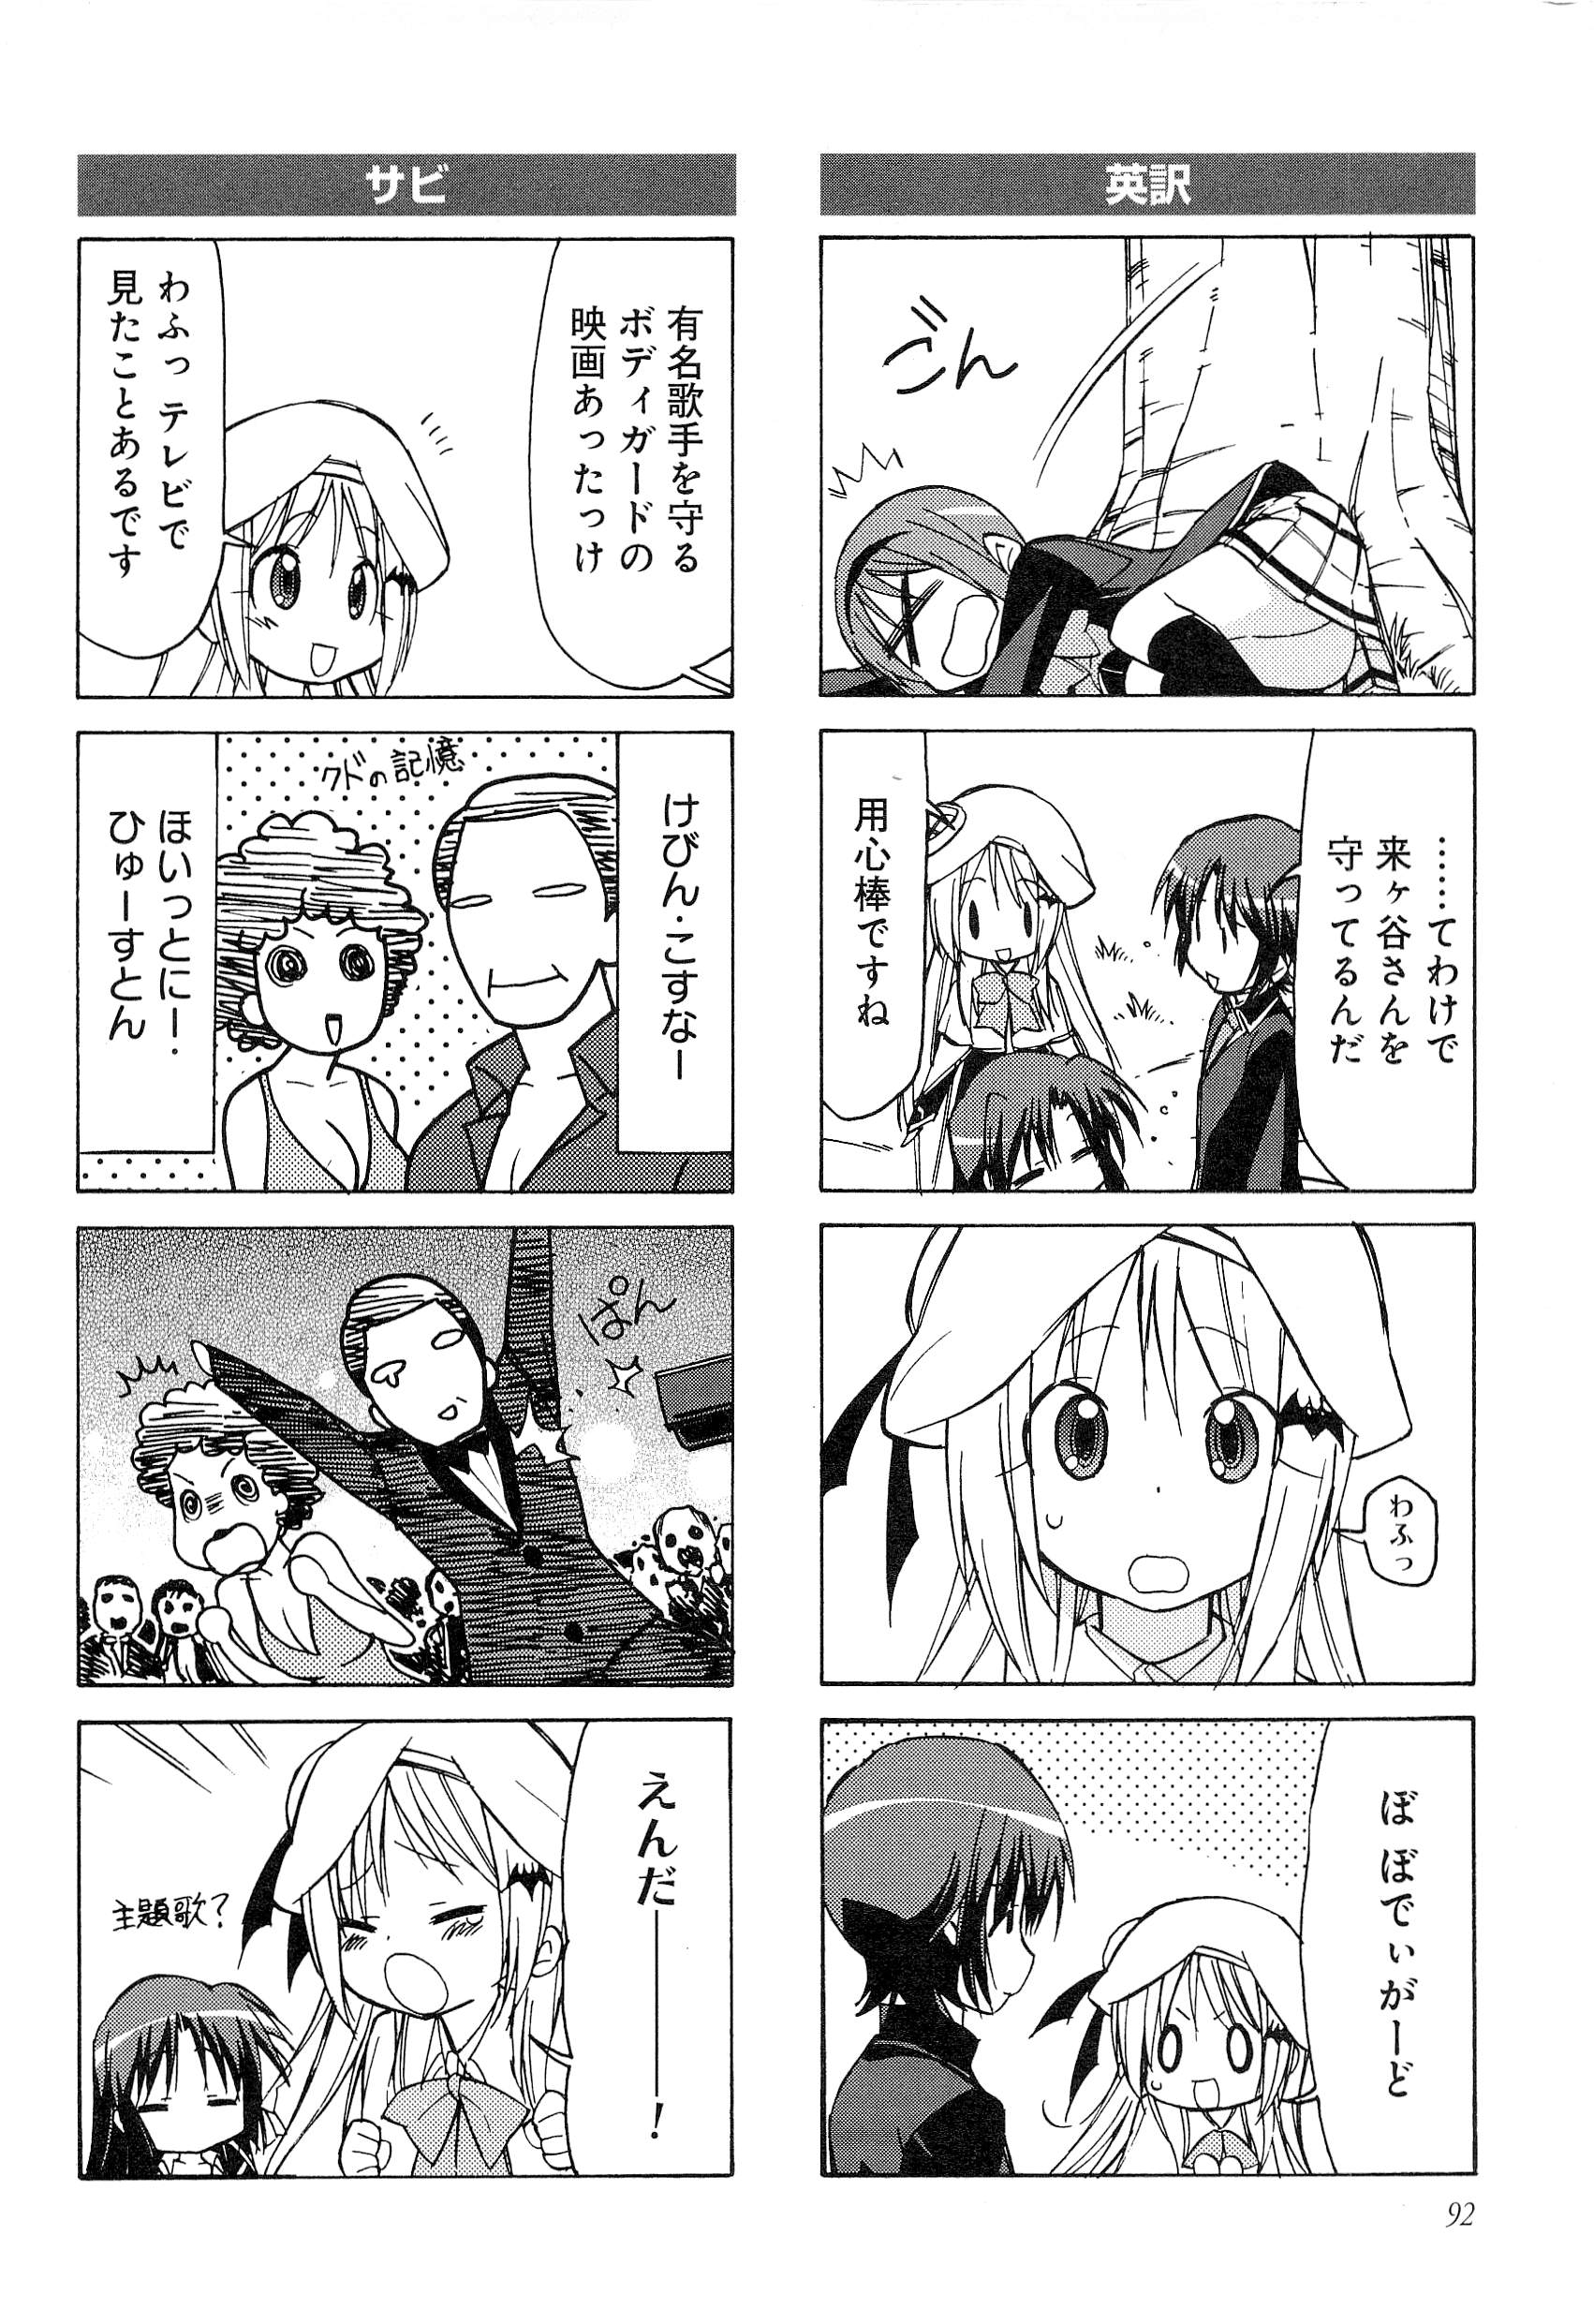 英訳
ごん
……てわけで
来ヶ谷さんを
守ってるんだ
用心棒ですね
わふっ
ぼ ぼでぃがーど
サビ
有名歌手を守る
ボディガードの
映画あったっけ
わふっ テレビで
見たことあるです
クドの記憶
けびん・こすなー
ほいっとにー・
ひゅーすとん
ぱん
えんだ――――！
主題歌？
92